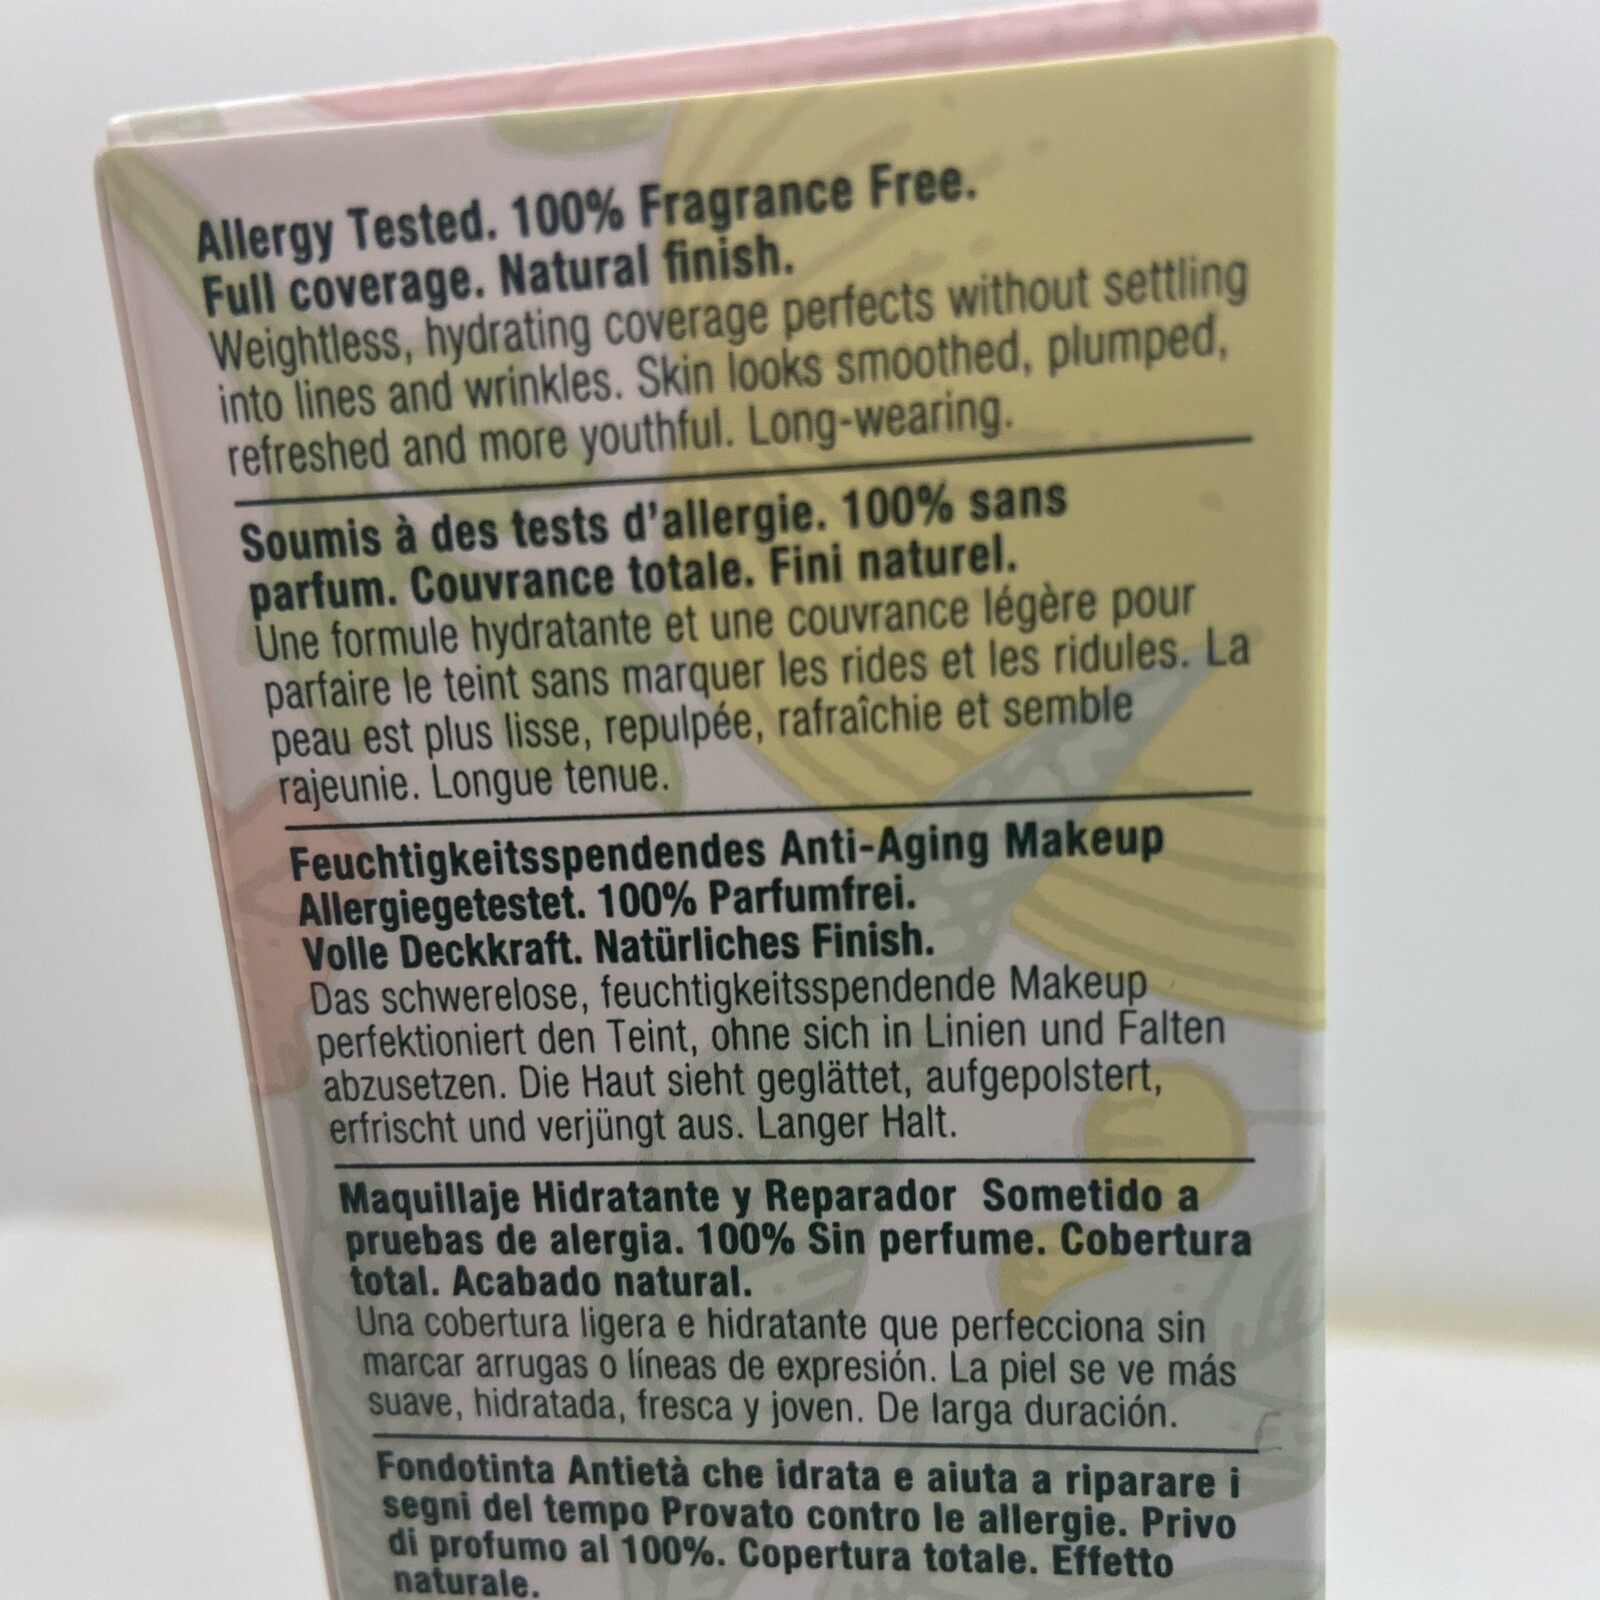 Allergy Tested. 100% Fragrance Free.
Full coverage. Natural finish.
Weightless, hydrating coverage perfects without settling
into lines and wrinkles. Skin looks smoothed, plumped,
refreshed and more youthful. Long-wearing.
Soumis à des tests d'allergie. 100% sans
parfum. Couvrance totale. Fini naturel.
Une formule hydratante et une couvrance légère pour
parfaire le teint sans marquer les rides et les ridules. La
peau est plus lisse, repulpée, rafraîchie et semble
rajeunie. Longue tenue.
Feuchtigkeitsspendendes Anti-Aging Makeup
Allergiegetestet. 100% Parfumfrei.
Volle Deckkraft. Natürliches Finish.
Das schwerelose, feuchtigkeitsspendende Makeup
perfektioniert den Teint, ohne sich in Linien und Falten
abzusetzen. Die Haut sieht geglättet, aufgepolstert,
erfrischt und verjüngt aus. Langer Halt.
Maquillaje Hidratante y Reparador Sometido a
pruebas de alergia. 100% Sin perfume. Cobertura
total. Acabado natural.
Una cobertura ligera e hidratante que perfecciona sin
marcar arrugas o líneas de expresión. La piel se ve más
suave, hidratada, fresca y joven. De larga duración.
Fondotinta Antietà che idrata e aiuta a riparare i
segni del tempo Provato contro le allergie. Privo
di profumo al 100%. Copertura totale. Effetto
naturale.